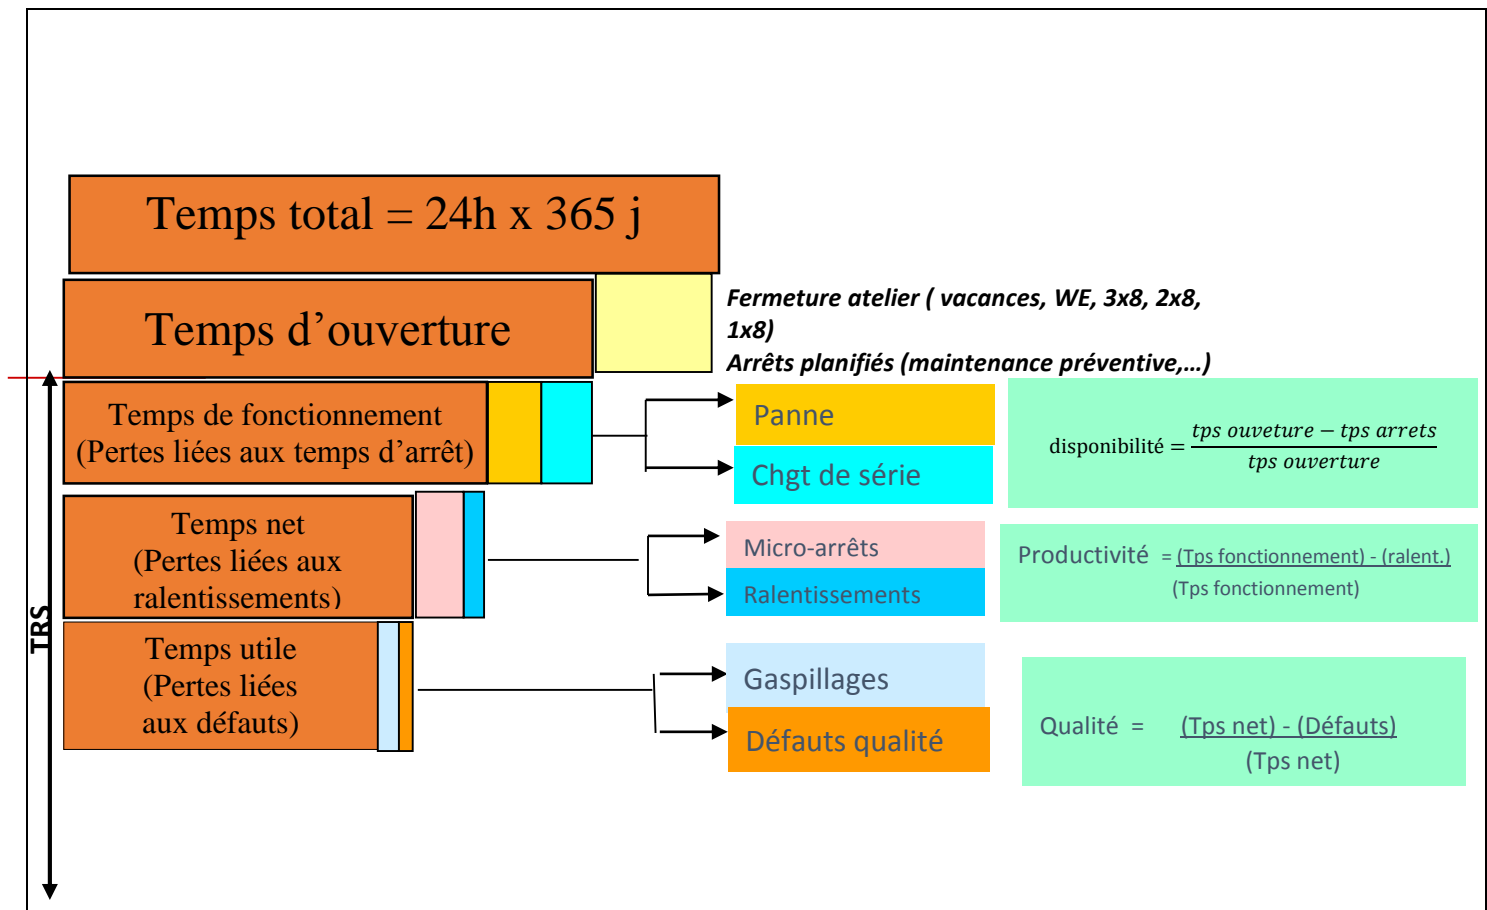 Temps total = 24h x 365 j
Temps d’ouverture
Fermeture atelier ( vacances, WE, 3x8, 2x8,
1x8)
Arrêts planifiés (maintenance préventive,...)
Temps de fonctionnement
(Pertes liées aux temps d’arrêt)
Panne
Chgt de série
disponibilité = tps ouveture − tps arrets
tps ouverture
Temps net
(Pertes liées aux
ralentissements)
Micro-arrêts
Ralentissements
Productivité = (Tps fonctionnement) - (ralent.)
(Tps fonctionnement)
TRS
Temps utile
(Pertes liées
aux défauts)
Gaspillages
Défauts qualité
Qualité = (Tps net) - (Défauts)
(Tps net)